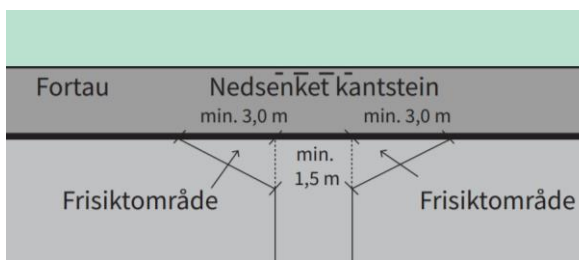 Fortau
Nedsenket kantstein
min. 3,0 m
min. 3,0 m
min.
1,5 m
Frisiktområde
Frisiktområde